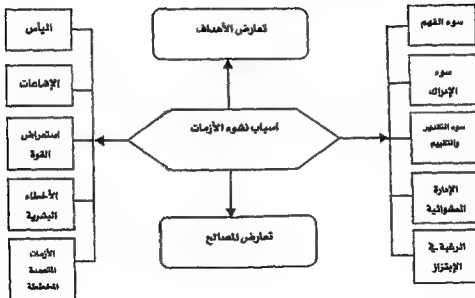 تعارض الأهداف
سوء الفهم
سوء
الإدراك
سوء التقدير
والتقييم
الإدارة
العشوائية
الرغبة في
الإبتزاز
أسباب نشوء الأزمات
اليأس
الإشاعات
استعراض
القوة
الأخطاء
البشرية
الأزمات
المتعمدة
المخططة
تعارض المصالح